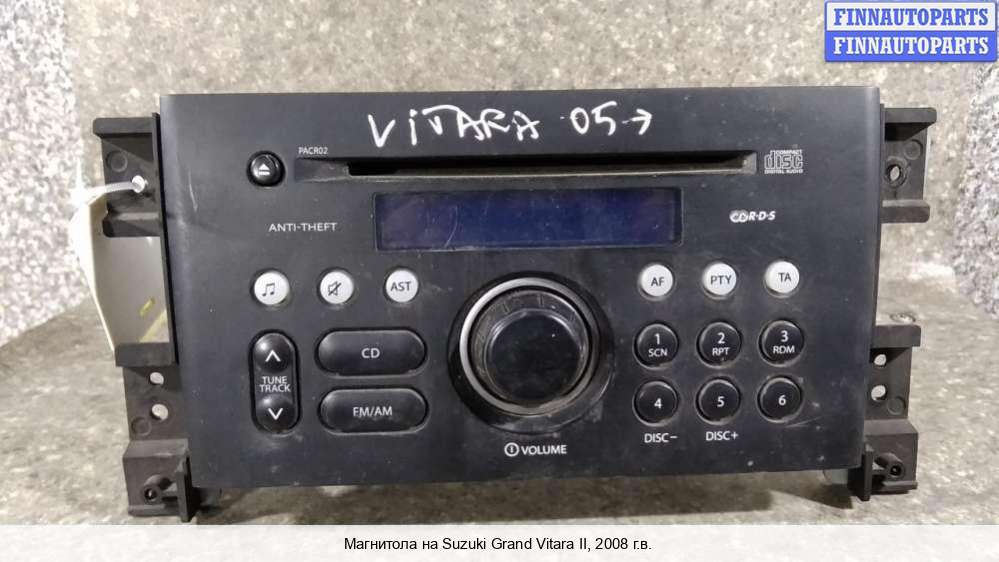 FINNAUTOPARTS
FINNAUTOPARTS
ViTARA 05→
PACR02
COMPACT
disc
DIGITAL AUDIO
ANTI-THEFT
R·D·S
AST
AF
PTY
TA
TUNE
TRACK
CD
FM/AM
VOLUME
1
SCN
2
RPT
3
RDM
4
5
6
DISC−
DISC+
Магнитола на Suzuki Grand Vitara II, 2008 г.в.